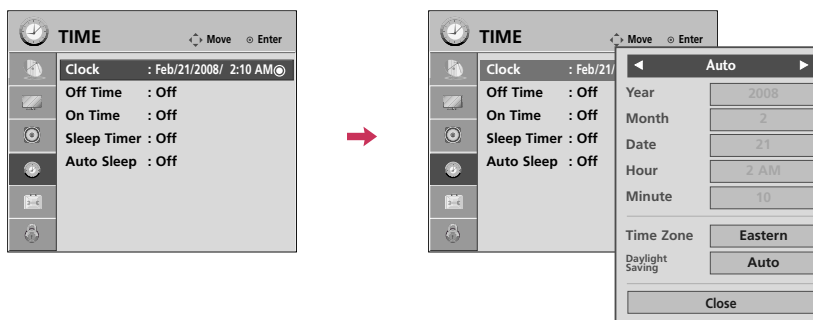 TIME
Move Enter
Clock : Feb/21/2008/ 2:10 AM
Off Time : Off
On Time : Off
Sleep Timer : Off
Auto Sleep : Off
TIME
Move Enter
Clock : Feb/21/
Off Time : Off
On Time : Off
Sleep Timer : Off
Auto Sleep : Off
Auto
Year 2008
Month 2
Date 21
Hour 2 AM
Minute 10
Time Zone Eastern
Daylight
Saving Auto
Close